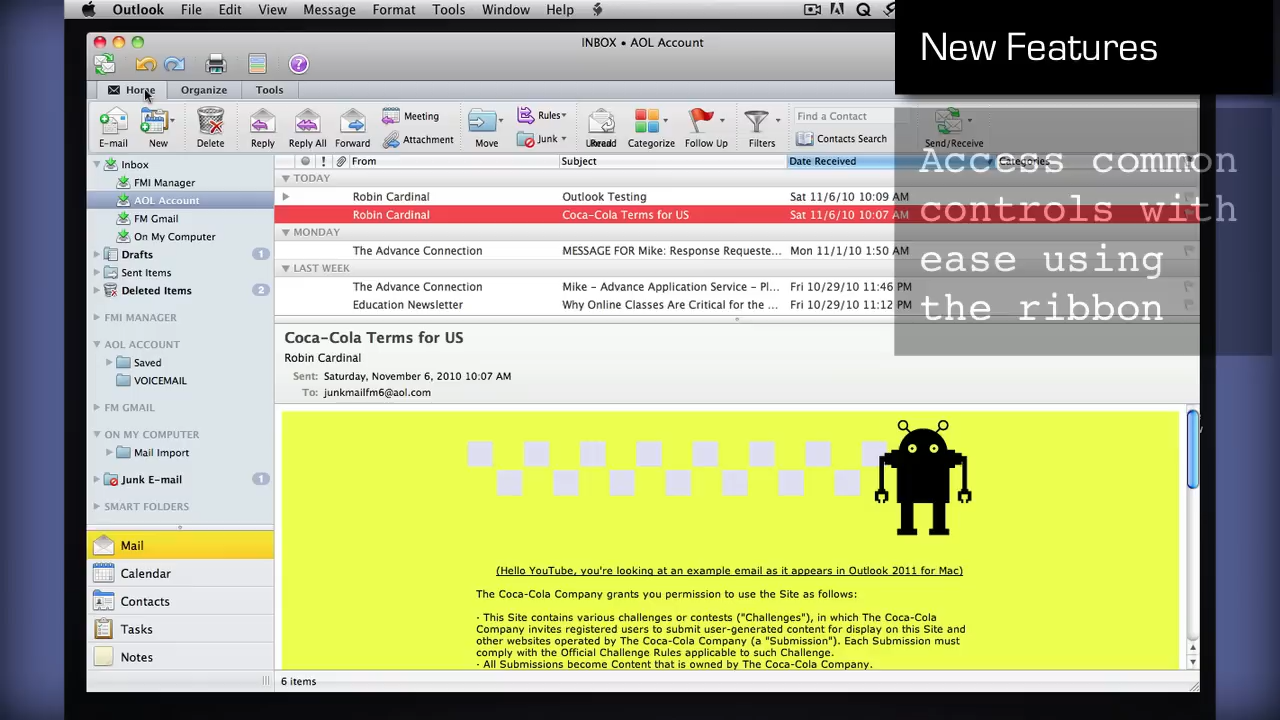 Outlook File Edit View Message Format Tools Window Help
INBOX • AOL Account
New Features
Home Organize Tools
E-mail New Delete Reply Reply All Forward Meeting Attachment Move Rules Junk Categorize Follow Up Filters Find a Contact Contacts Search Send/Receive
Access common
controls with
ease using
the ribbon
Inbox
FMI Manager
AOL Account
FM Gmail
On My Computer
Drafts 1
Sent Items
Deleted Items 2
FMI MANAGER
AOL ACCOUNT
Saved
VOICEMAIL
FM GMAIL
ON MY COMPUTER
Mail Import
Junk E-mail 1
SMART FOLDERS
Mail
Calendar
Contacts
Tasks
Notes
! From Subject Date Received Categories
TODAY
Robin Cardinal Outlook Testing Sat 11/6/10 10:09 AM
Robin Cardinal Coca-Cola Terms for US Sat 11/6/10 10:07 AM
MONDAY
The Advance Connection MESSAGE FOR Mike: Response Requeste... Mon 11/1/10 1:50 AM
LAST WEEK
The Advance Connection Mike – Advance Application Service – Pl... Fri 10/29/10 11:46 PM
Education Newsletter Why Online Classes Are Critical for the ... Fri 10/29/10 11:12 PM
Coca-Cola Terms for US
Robin Cardinal
Sent: Saturday, November 6, 2010 10:07 AM
To: junkmailfm6@aol.com
(Hello YouTube, you're looking at an example email as it appears in Outlook 2011 for Mac)
The Coca-Cola Company grants you permission to use the Site as follows:
· This Site contains various challenges or contests ("Challenges"), in which The Coca-Cola
Company invites registered users to submit user-generated content for display on this Site and
other websites operated by The Coca-Cola Company (a "Submission"). Each Submission must
comply with the Official Challenge Rules applicable to such Challenge.
· All Submissions become Content that is owned by The Coca-Cola Company.
6 items